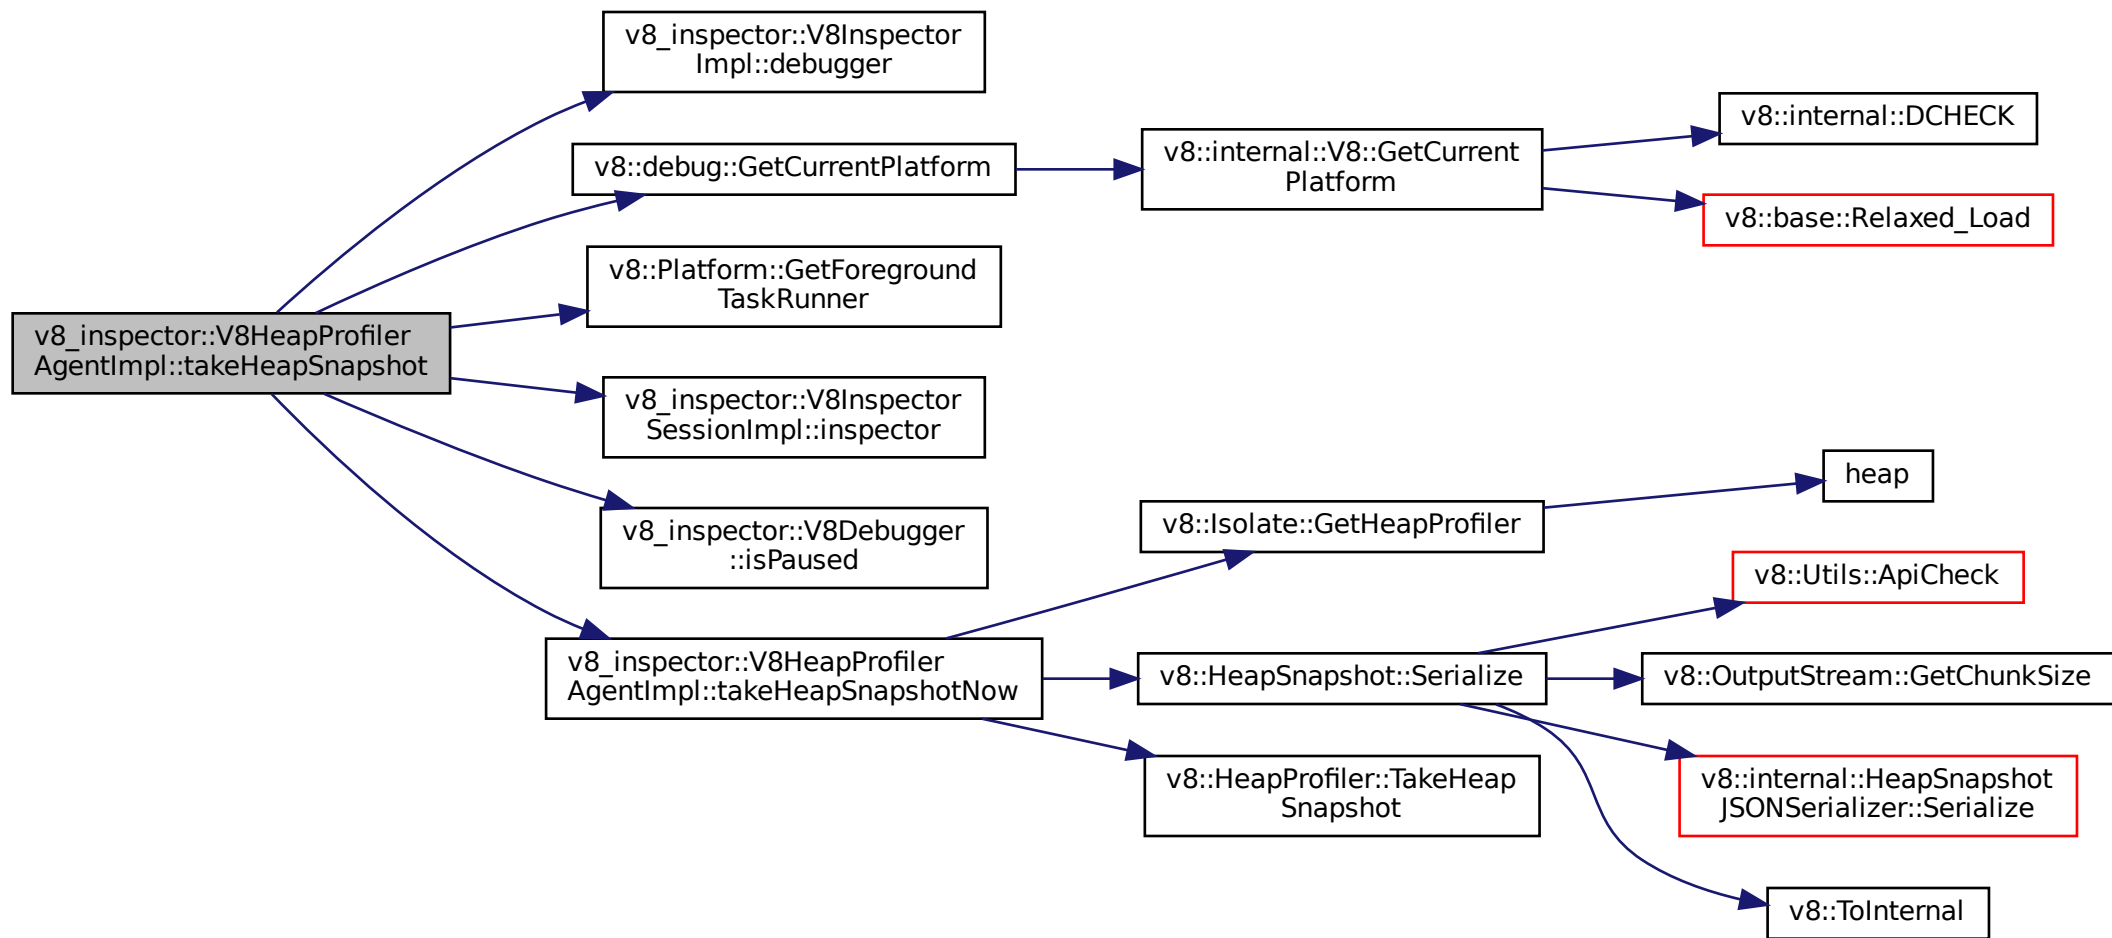 v8_inspector::V8HeapProfiler
AgentImpl::takeHeapSnapshot
v8_inspector::V8Inspector
Impl::debugger
v8::debug::GetCurrentPlatform
v8::Platform::GetForeground
TaskRunner
v8_inspector::V8Inspector
SessionImpl::inspector
v8_inspector::V8Debugger
::isPaused
v8_inspector::V8HeapProfiler
AgentImpl::takeHeapSnapshotNow
v8::internal::V8::GetCurrent
Platform
v8::Isolate::GetHeapProfiler
v8::HeapSnapshot::Serialize
v8::HeapProfiler::TakeHeap
Snapshot
v8::internal::DCHECK
v8::base::Relaxed_Load
heap
v8::Utils::ApiCheck
v8::OutputStream::GetChunkSize
v8::internal::HeapSnapshot
JSONSerializer::Serialize
v8::ToInternal